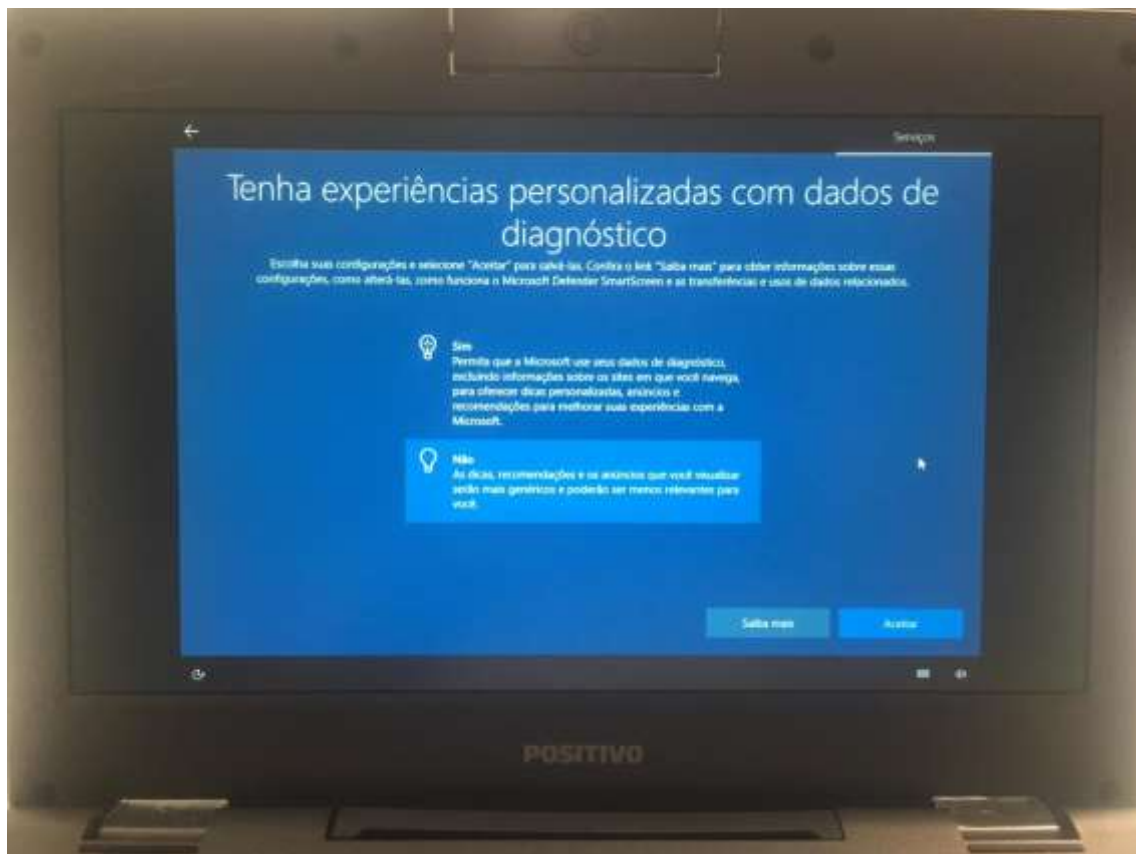 Serviços
Tenha experiências personalizadas com dados de
diagnóstico
Escolha suas configurações e selecione "Aceitar" para salvá-las. Confira o link "Saiba mais" para obter informações sobre essas
configurações, como alterá-las, como funciona o Microsoft Defender SmartScreen e as transferências e usos de dados relacionados.
Sim
Permita que a Microsoft use seus dados de diagnóstico,
excluindo informações sobre os sites em que você navega,
para oferecer dicas personalizadas, anúncios e
recomendações para melhorar suas experiências com a
Microsoft.
Não
As dicas, recomendações e os anúncios que você visualizar
serão mais genéricos e poderão ser menos relevantes para
você.
Saiba mais
Aceitar
POSITIVO